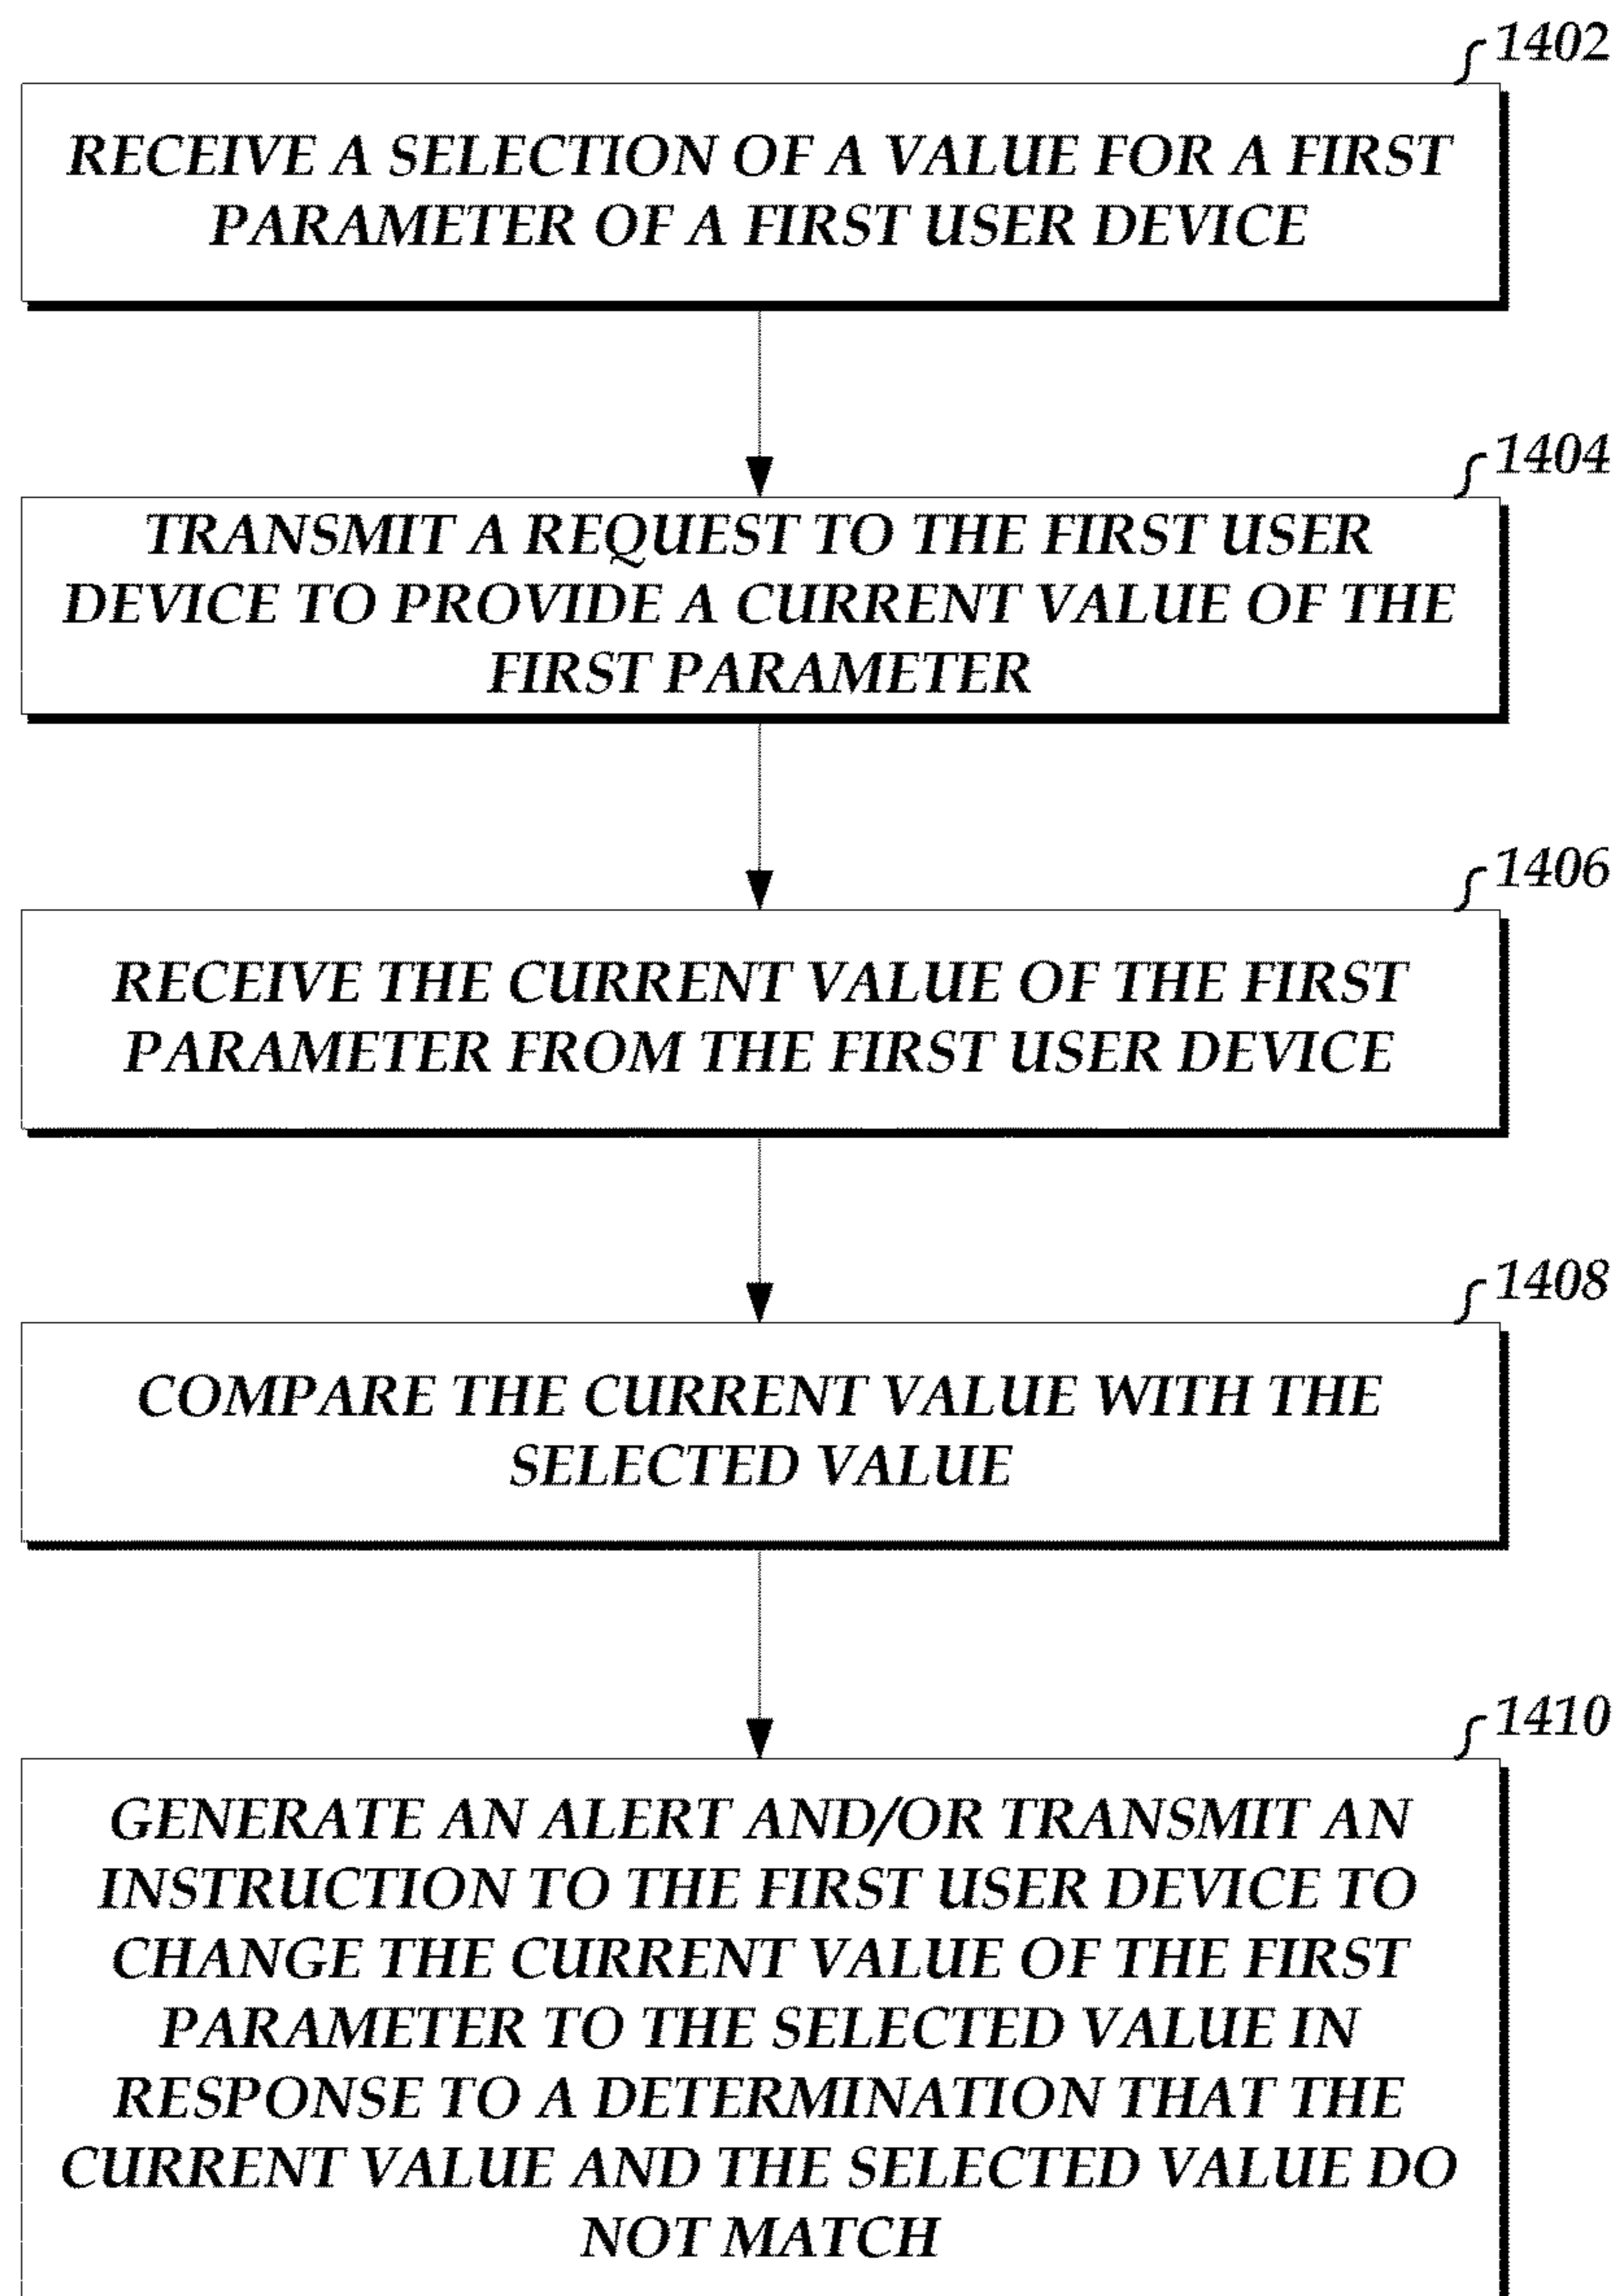 1402
RECEIVE A SELECTION OF A VALUE FOR A FIRST
PARAMETER OF A FIRST USER DEVICE
1404
TRANSMIT A REQUEST TO THE FIRST USER
DEVICE TO PROVIDE A CURRENT VALUE OF THE
FIRST PARAMETER
1406
RECEIVE THE CURRENT VALUE OF THE FIRST
PARAMETER FROM THE FIRST USER DEVICE
1408
COMPARE THE CURRENT VALUE WITH THE
SELECTED VALUE
1410
GENERATE AN ALERT AND/OR TRANSMIT AN
INSTRUCTION TO THE FIRST USER DEVICE TO
CHANGE THE CURRENT VALUE OF THE FIRST
PARAMETER TO THE SELECTED VALUE IN
RESPONSE TO A DETERMINATION THAT THE
CURRENT VALUE AND THE SELECTED VALUE DO
NOT MATCH